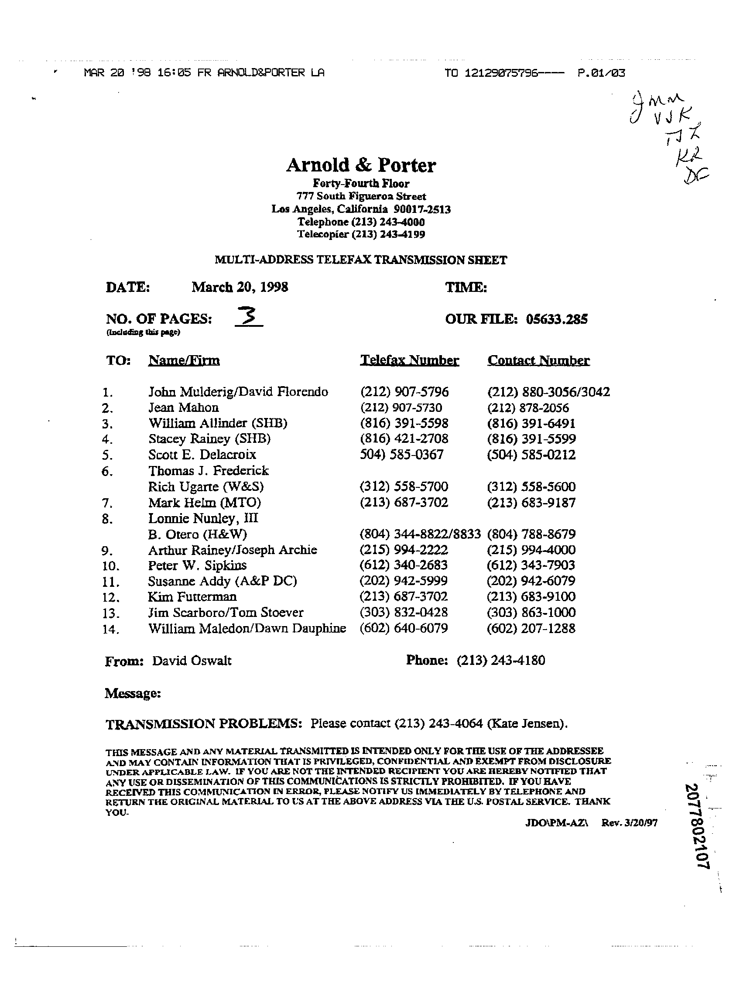 MAR 20 '98 16:05 FR ARNOLD&PORTER LA TO 12129075796---- P.01/03
JMM
VJK
TJZ
KR
DC
Arnold & Porter
Forty-Fourth Floor
777 South Figueroa Street
Los Angeles, California 90017-2513
Telephone (213) 243-4000
Telecopier (213) 243-4199
MULTI-ADDRESS TELEFAX TRANSMISSION SHEET
DATE: March 20, 1998 TIME:
NO. OF PAGES: 3 OUR FILE: 05633.285
(Including this page)
TO: Name/Firm Telefax Number Contact Number
1. John Mulderig/David Florendo (212) 907-5796 (212) 880-3056/3042
2. Jean Mahon (212) 907-5730 (212) 878-2056
3. William Allinder (SHB) (816) 391-5598 (816) 391-6491
4. Stacey Rainey (SHB) (816) 421-2708 (816) 391-5599
5. Scott E. Delacroix 504) 585-0367 (504) 585-0212
6. Thomas J. Frederick
Rich Ugarte (W&S) (312) 558-5700 (312) 558-5600
7. Mark Helm (MTO) (213) 687-3702 (213) 683-9187
8. Lonnie Nunley, III
B. Otero (H&W) (804) 344-8822/8833 (804) 788-8679
9. Arthur Rainey/Joseph Archie (215) 994-2222 (215) 994-4000
10. Peter W. Sipkins (612) 340-2683 (612) 343-7903
11. Susanne Addy (A&P DC) (202) 942-5999 (202) 942-6079
12. Kim Futterman (213) 687-3702 (213) 683-9100
13. Jim Scarboro/Tom Stoever (303) 832-0428 (303) 863-1000
14. William Maledon/Dawn Dauphine (602) 640-6079 (602) 207-1288
From: David Oswalt Phone: (213) 243-4180
Message:
TRANSMISSION PROBLEMS: Please contact (213) 243-4064 (Kate Jensen).
THIS MESSAGE AND ANY MATERIAL TRANSMITTED IS INTENDED ONLY FOR THE USE OF THE ADDRESSEE
AND MAY CONTAIN INFORMATION THAT IS PRIVILEGED, CONFIDENTIAL AND EXEMPT FROM DISCLOSURE
UNDER APPLICABLE LAW. IF YOU ARE NOT THE INTENDED RECIPIENT YOU ARE HEREBY NOTIFIED THAT
ANY USE OR DISSEMINATION OF THIS COMMUNICATIONS IS STRICTLY PROHIBITED. IF YOU HAVE
RECEIVED THIS COMMUNICATION IN ERROR, PLEASE NOTIFY US IMMEDIATELY BY TELEPHONE AND
RETURN THE ORIGINAL MATERIAL TO US AT THE ABOVE ADDRESS VIA THE U.S. POSTAL SERVICE. THANK
YOU.
JDO\PM-AZ\ Rev. 3/20/97
2077802107